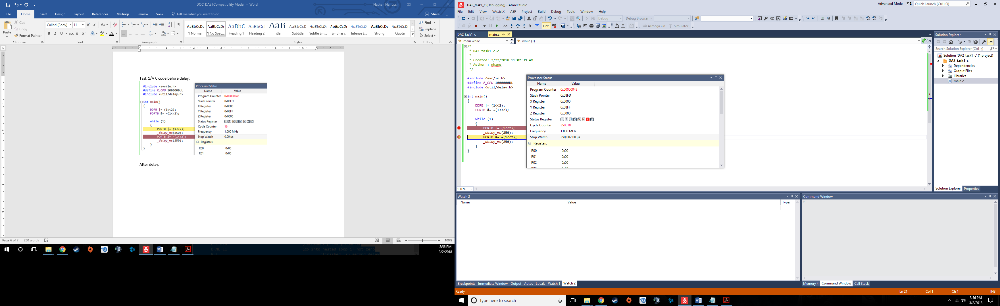 DOC_DA2 [Compatibility Mode] - Word
Nathan Hanuscin
File Home Insert Design Layout References Mailings Review View Tell me what you want to do
Share
Paste
Cut
Copy
Format Painter
Clipboard
Calibri (Body) 11
Font
Paragraph
AaBbCcDc AaBbCcDc AaBbC AaBbCcI AaB AaBbCcD AaBbCcDc AaBbCcDc AaBbCcDc AaBbCcDc AaBbCcDc
¶ Normal ¶ No Spac... Heading 1 Heading 2 Title Subtitle Subtle Em... Emphasis Intense E... Strong Quote
Styles
Find
Replace
Select
Editing
Task 1/A C code before delay:
#include <avr/io.h>
#define F_CPU 1000000UL
#include <util/delay.h>
int main()
{
DDRB |= (1<<2);
PORTB &= ~(1<<2);
while (1)
{
PORTB |= (1<<2);
_delay_ms(250);
PORTB &= ~(1<<2);
_delay_ms(250);
}
}
Processor Status
Name Value
Program Counter 0x00000042
Stack Pointer 0x08FD
X Register 0x0000
Y Register 0x08FF
Z Register 0x0000
Status Register I T H S V N Z C
Cycle Counter 16
Frequency 1.000 MHz
Stop Watch 0.00 µs
Registers
R00 0x00
R01 0x00
After delay:
Page 6 of 7 230 words
100%
BRNE L1 ;go into nested loop if not zero
3:56 PM
3/2/2018
DA2_task1_c (Debugging) - AtmelStudio
Advanced Mode 2 Quick Launch (Ctrl+Q)
File Edit View VAssistX ASF Project Build Debug Tools Window Help
Debug Debug Browser
Hex
ATmega328 Simulator
DA2_task1_c main.c
main.while while (1) Go
/*
* DA2_task1_c.c
*
* Created: 2/22/2018 11:02:39 AM
* Author : nhanu
*/
#include <avr/io.h>
#define F_CPU 1000000UL
#include <util/delay.h>
int main()
{
DDRB |= (1<<2);
PORTB &= ~(1<<2);
while (1)
{
PORTB |= (1<<2);
_delay_ms(250);
PORTB &= ~(1<<2);
_delay_ms(250);
}
}
100 %
Processor Status
Name Value
Program Counter 0x00000049
Stack Pointer 0x08FD
X Register 0x0000
Y Register 0x08FF
Z Register 0x0000
Status Register I T H S V N Z C
Cycle Counter 250018
Frequency 1.000 MHz
Stop Watch 250,002.00 µs
Registers
R00 0x00
R01 0x00
R02 0x00
Solution Explorer
Search Solution Explorer (Ctrl+;)
Solution 'DA2_task1_c' (1 project)
DA2_task1_c
Dependencies
Output Files
Libraries
main.c
Solution Explorer Properties
Watch 2
Name Value Type
Command Window
>
Breakpoints Immediate Window Output Autos Locals Watch 1 Watch 2
Memory 4 Command Window Call Stack
Ready Ln 21 Col 1 Ch 1 INS
Type here to search
3:56 PM
3/2/2018